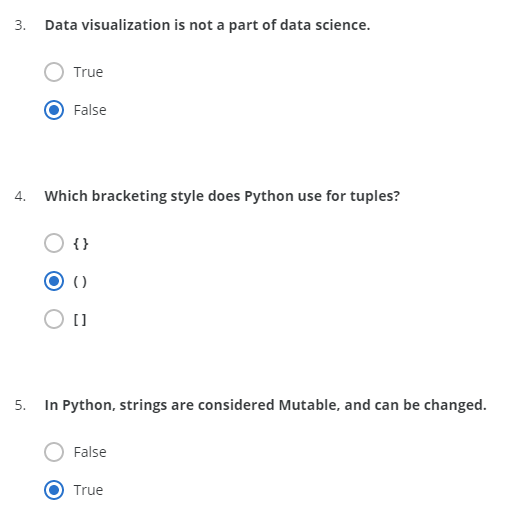 3. Data visualization is not a part of data science.
True
False
4. Which bracketing style does Python use for tuples?
{}
()
[]
5. In Python, strings are considered Mutable, and can be changed.
False
True